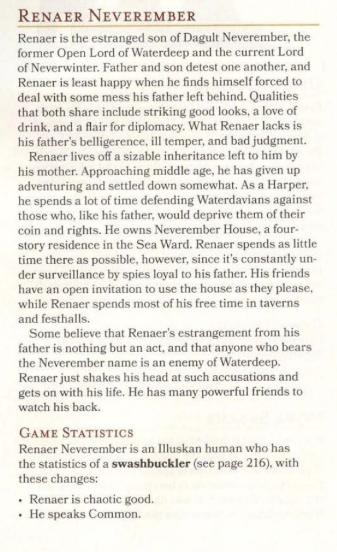 RENAER NEVEREMBER
Renaer is the estranged son of Dagult Neverember, the
former Open Lord of Waterdeep and the current Lord
of Neverwinter. Father and son detest one another, and
Renaer is least happy when he finds himself forced to
deal with some mess his father left behind. Qualities
that both share include striking good looks, a love of
drink, and a flair for diplomacy. What Renaer lacks is
his father's belligerence, ill temper, and bad judgment.
Renaer lives off a sizable inheritance left to him by
his mother. Approaching middle age, he has given up
adventuring and settled down somewhat. As a Harper,
he spends a lot of time defending Waterdavians against
those who, like his father, would deprive them of their
coin and rights. He owns Neverember House, a four-
story residence in the Sea Ward. Renaer spends as little
time there as possible, however, since it's constantly un-
der surveillance by spies loyal to his father. His friends
have an open invitation to use the house as they please,
while Renaer spends most of his free time in taverns
and festhalls.
Some believe that Renaer's estrangement from his
father is nothing but an act, and that anyone who bears
the Neverember name is an enemy of Waterdeep.
Renaer just shakes his head at such accusations and
gets on with his life. He has many powerful friends to
watch his back.
GAME STATISTICS
Renaer Neverember is an Illuskan human who has
the statistics of a swashbuckler (see page 216), with
these changes:
• Renaer is chaotic good.
• He speaks Common.